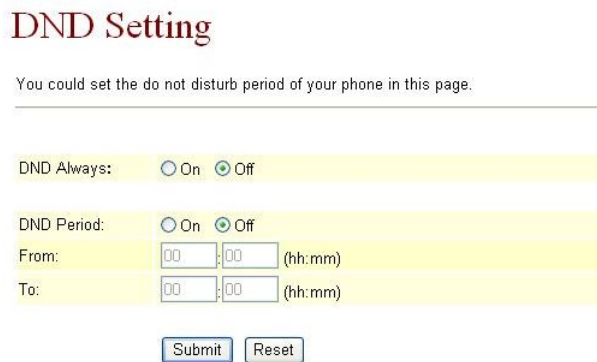 DND Setting
You could set the do not disturb period of your phone in this page.
DND Always: On Off
DND Period: On Off
From: 00 : 00 (hh:mm)
To: 00 : 00 (hh:mm)
Submit Reset